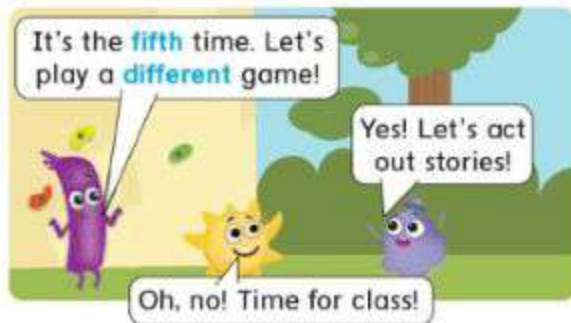 It's the fifth time. Let's
play a different game!
Yes! Let's act
out stories!
Oh, no! Time for class!